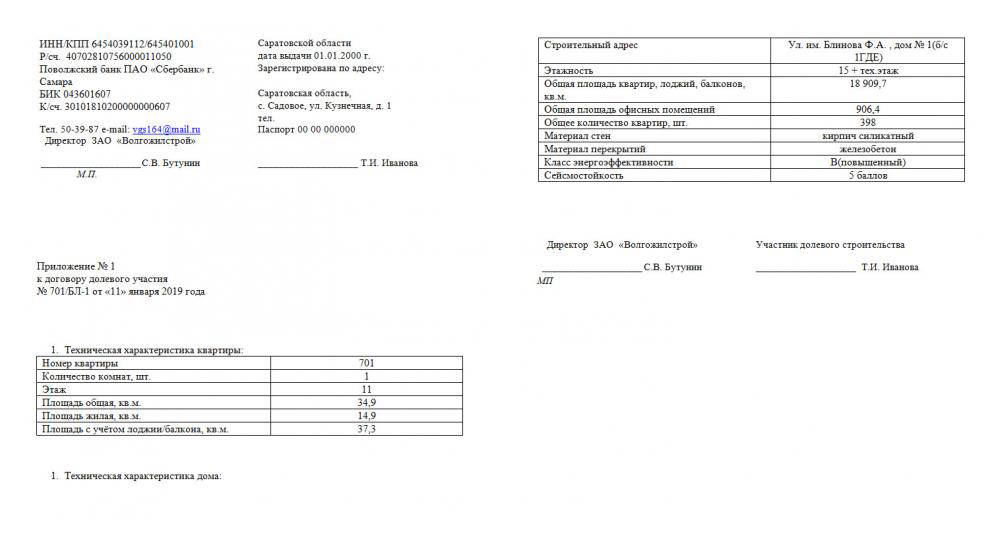 ИНН/КПП 6454039112/645401001
Р/сч. 40702810756000011050
Поволжский банк ПАО «Сбербанк» г.
Самара
БИК 043601607
К/сч. 30101810200000000607
Тел. 50-39-87 e-mail: vgs164@mail.ru
Директор ЗАО «Волгожилстрой»
____________________С.В. Бутунин
М.П.
Саратовской области
дата выдачи 01.01.2000 г.
Зарегистрирована по адресу:
Саратовская область,
с. Садовое, ул. Кузнечная, д. 1
тел.
Паспорт 00 00 000000
____________________ Т.И. Иванова
Приложение № 1
к договору долевого участия
№ 701/БЛ-1 от «11» января 2019 года
1. Техническая характеристика квартиры:
Номер квартиры 701
Количество комнат, шт. 1
Этаж 11
Площадь общая, кв.м. 34,9
Площадь жилая, кв.м. 14,9
Площадь с учётом лоджии/балкона, кв.м. 37,3
1. Техническая характеристика дома:
Строительный адрес Ул. им. Блинова Ф.А. , дом № 1(б/с
1ГДЕ)
Этажность 15 + тех.этаж
Общая площадь квартир, лоджий, балконов, 18 909,7
кв.м.
Общая площадь офисных помещений 906,4
Общее количество квартир, шт. 398
Материал стен кирпич силикатный
Материал перекрытий железобетон
Класс энергоэффективности В(повышенный)
Сейсмостойкость 5 баллов
Директор ЗАО «Волгожилстрой» Участник долевого строительства
____________________С.В. Бутунин ____________________ Т.И. Иванова
МП